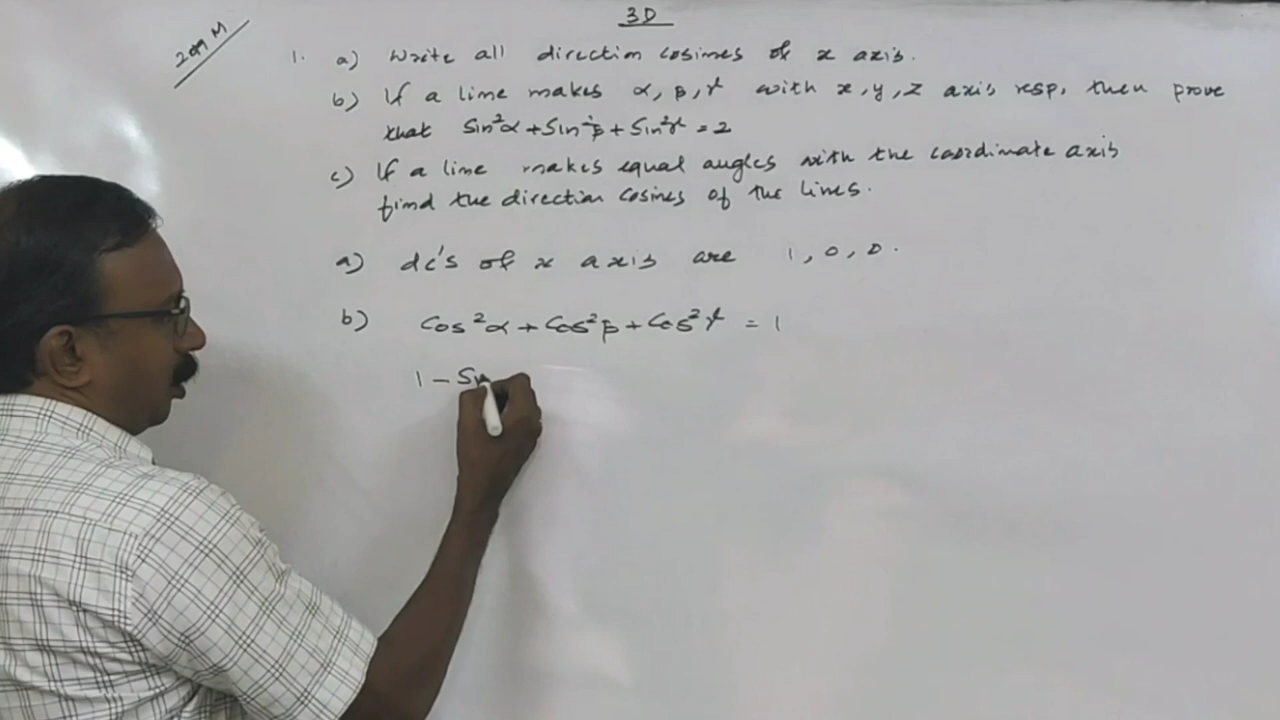 3D
2019 M
1. a) Write all direction cosines of x axis.
b) If a line makes α, β, γ with x, y, z axis resp, then prove
that Sin²α + Sin²β + Sin²γ = 2
c) If a line makes equal angles with the coordinate axis
find the direction cosines of the lines.
a) dc's of x axis are 1, 0, 0.
b) Cos²α + Cos²β + Cos²γ = 1
1 - Sin